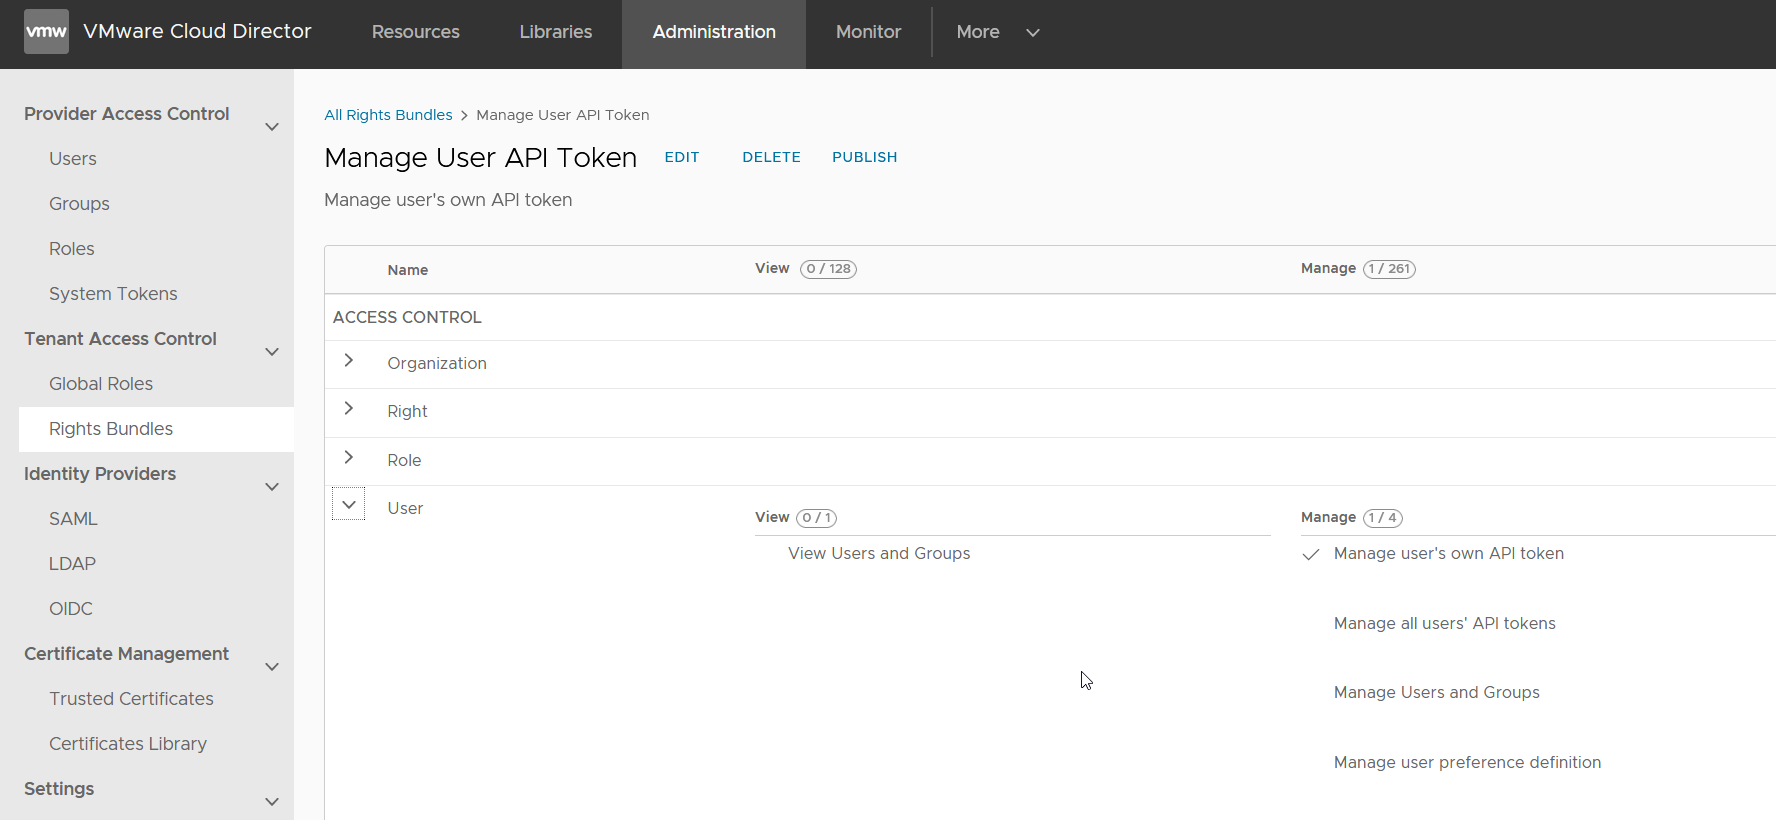 vmw VMware Cloud Director Resources Libraries Administration Monitor More
Provider Access Control
Users
Groups
Roles
System Tokens
Tenant Access Control
Global Roles
Rights Bundles
Identity Providers
SAML
LDAP
OIDC
Certificate Management
Trusted Certificates
Certificates Library
Settings
All Rights Bundles > Manage User API Token
Manage User API Token EDIT DELETE PUBLISH
Manage user's own API token
Name View 0 / 128 Manage 1 / 261
ACCESS CONTROL
Organization
Right
Role
User
View 0 / 1 Manage 1 / 4
View Users and Groups Manage user's own API token
Manage all users' API tokens
Manage Users and Groups
Manage user preference definition